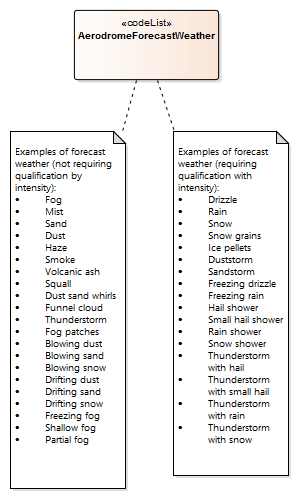 «codeList»
AerodromeForecastWeather
Examples of forecast
weather (not requiring
qualification by
intensity):
• Fog
• Mist
• Sand
• Dust
• Haze
• Smoke
• Volcanic ash
• Squall
• Dust sand whirls
• Funnel cloud
• Thunderstorm
• Fog patches
• Blowing dust
• Blowing sand
• Blowing snow
• Drifting dust
• Drifting sand
• Drifting snow
• Freezing fog
• Shallow fog
• Partial fog
Examples of forecast
weather (requiring
qualification with
intensity):
• Drizzle
• Rain
• Snow
• Snow grains
• Ice pellets
• Duststorm
• Sandstorm
• Freezing drizzle
• Freezing rain
• Hail shower
• Small hail shower
• Rain shower
• Snow shower
• Thunderstorm
with hail
• Thunderstorm
with small hail
• Thunderstorm
with rain
• Thunderstorm
with snow